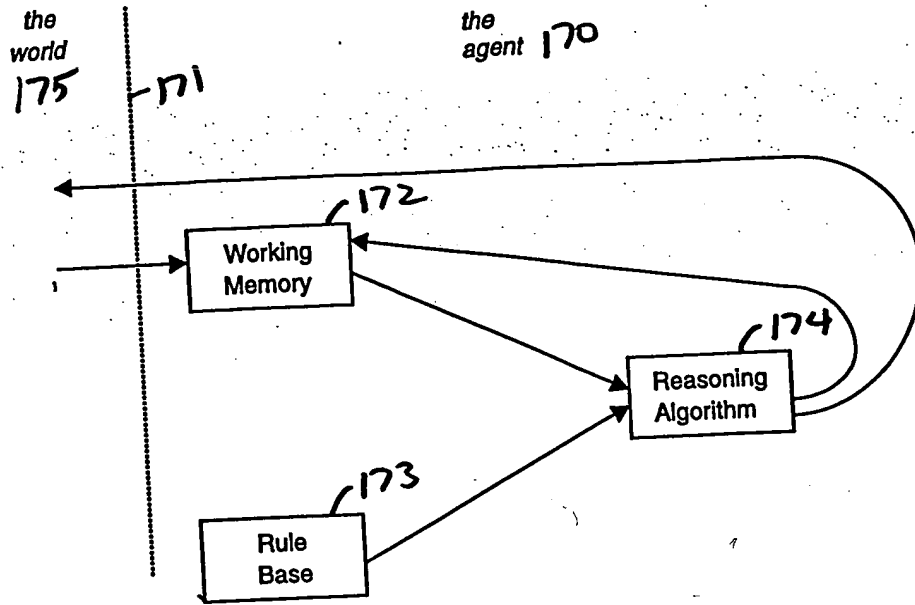 the
world
175
171
the
agent 170
172
Working
Memory
174
Reasoning
Algorithm
173
Rule
Base